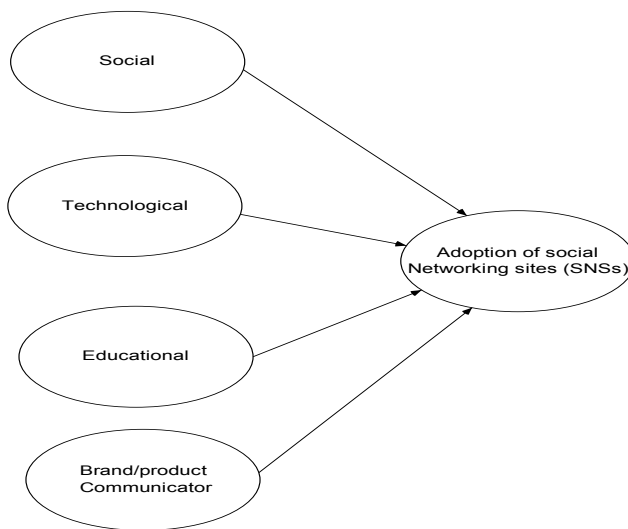 Social
Technological
Adoption of social
Networking sites (SNSs)
Educational
Brand/product
Communicator